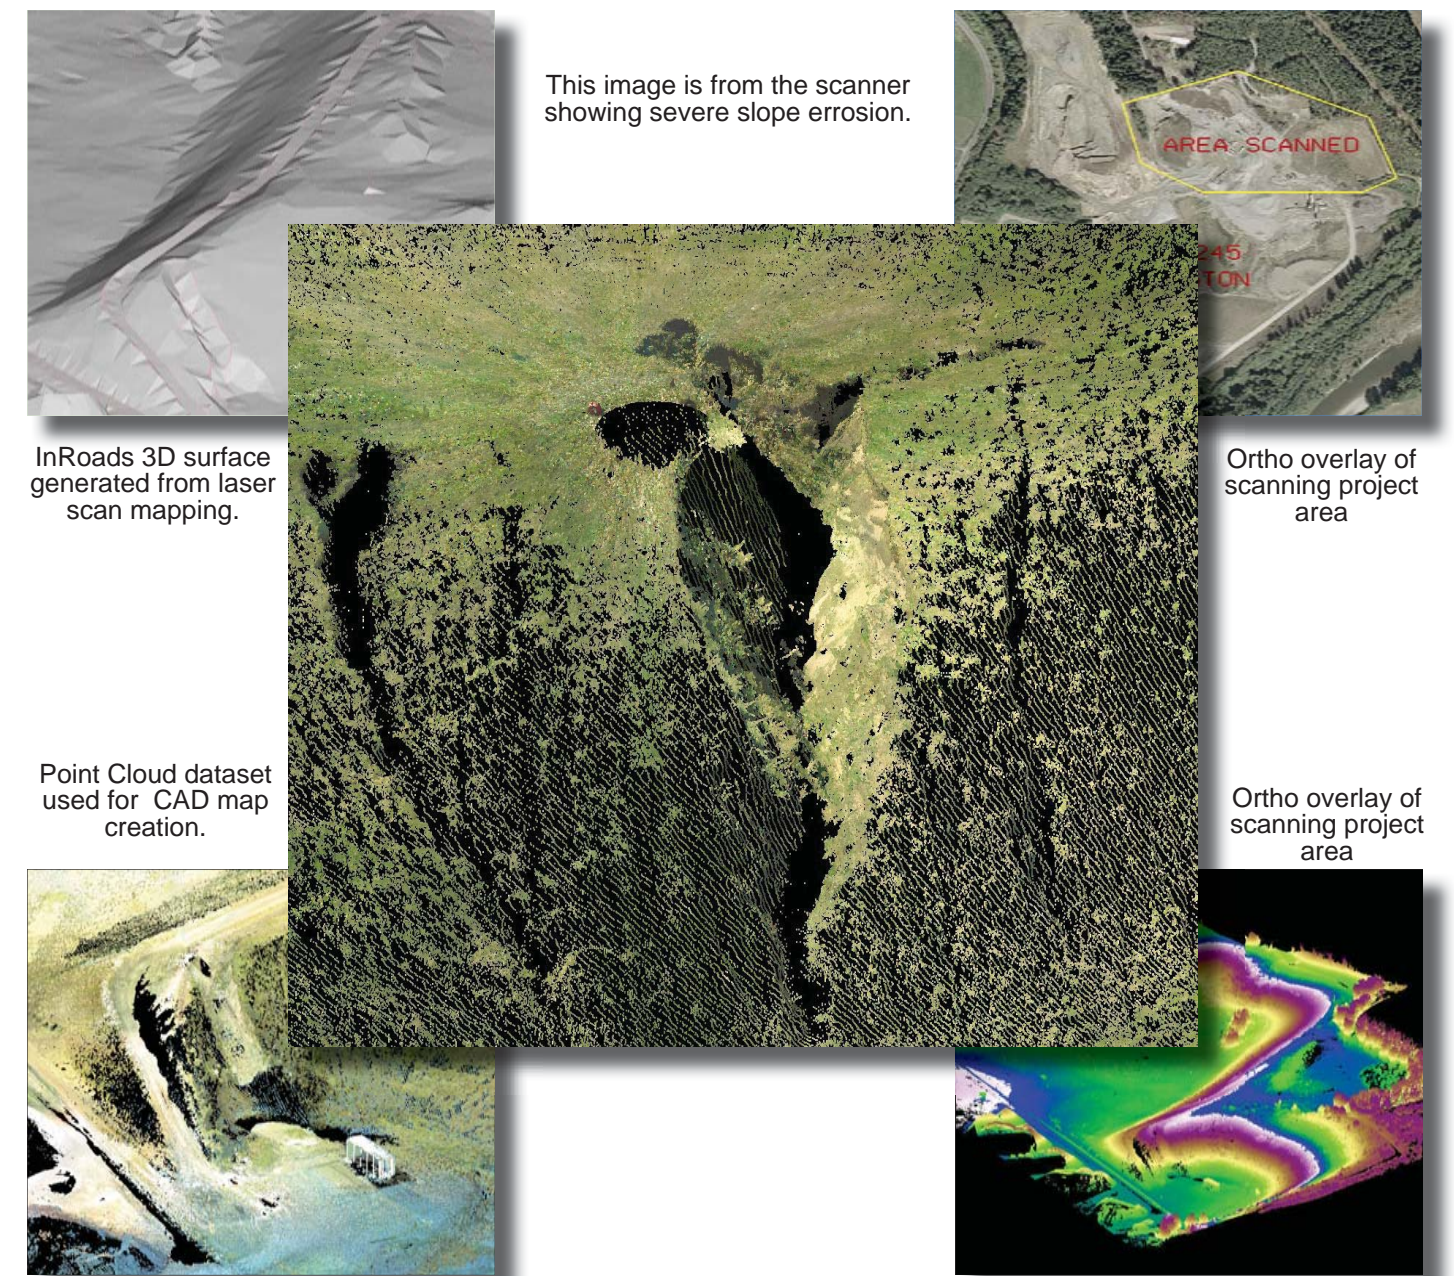 This image is from the scanner
showing severe slope errosion.
AREA SCANNED
245
TON
InRoads 3D surface
generated from laser
scan mapping.
Ortho overlay of
scanning project
area
Point Cloud dataset
used for CAD map
creation.
Ortho overlay of
scanning project
area